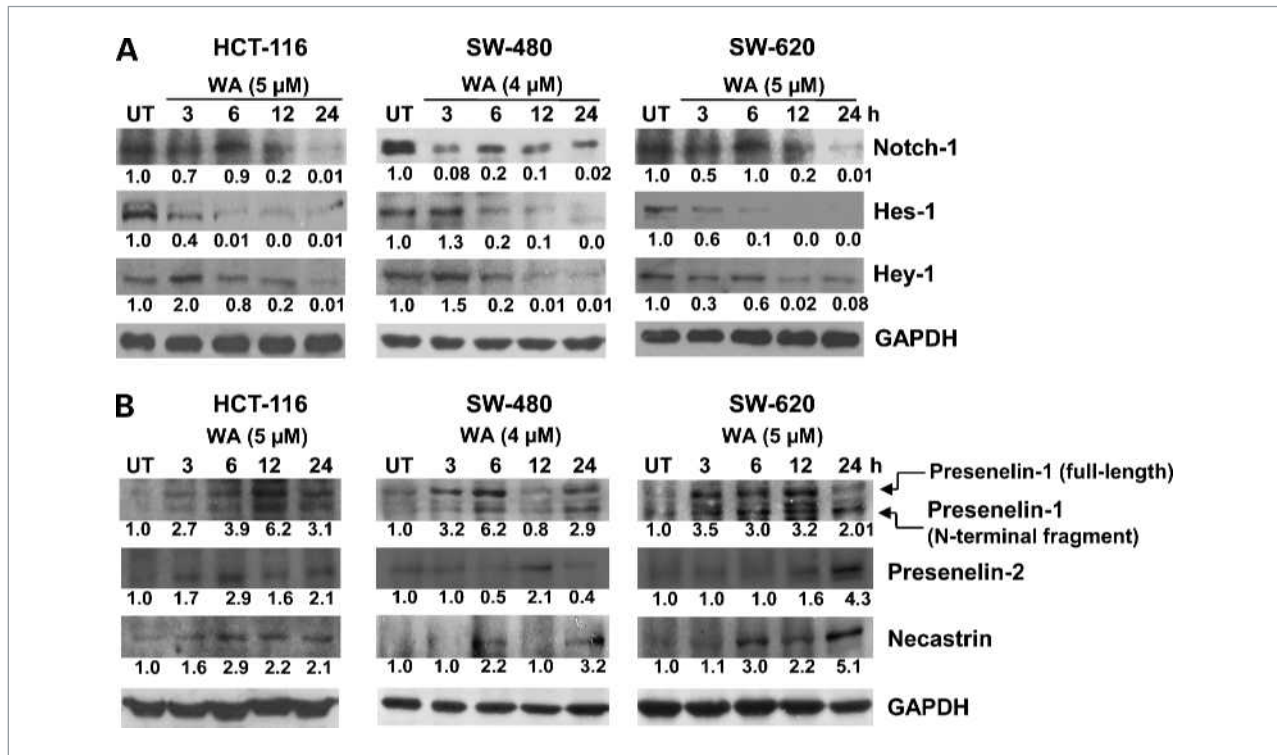 A HCT-116 SW-480 SW-620
WA (5 µM) WA (4 µM) WA (5 µM)
UT 3 6 12 24 UT 3 6 12 24 UT 3 6 12 24 h
Notch-1
1.0 0.7 0.9 0.2 0.01 1.0 0.08 0.2 0.1 0.02 1.0 0.5 1.0 0.2 0.01
Hes-1
1.0 0.4 0.01 0.0 0.01 1.0 1.3 0.2 0.1 0.0 1.0 0.6 0.1 0.0 0.0
Hey-1
1.0 2.0 0.8 0.2 0.01 1.0 1.5 0.2 0.01 0.01 1.0 0.3 0.6 0.02 0.08
GAPDH
B HCT-116 SW-480 SW-620
WA (5 µM) WA (4 µM) WA (5 µM)
UT 3 6 12 24 UT 3 6 12 24 UT 3 6 12 24 h
Presenelin-1 (full-length)
Presenelin-1
(N-terminal fragment)
1.0 2.7 3.9 6.2 3.1 1.0 3.2 6.2 0.8 2.9 1.0 3.5 3.0 3.2 2.01
Presenelin-2
1.0 1.7 2.9 1.6 2.1 1.0 1.0 0.5 2.1 0.4 1.0 1.0 1.0 1.6 4.3
Necastrin
1.0 1.6 2.9 2.2 2.1 1.0 1.0 2.2 1.0 3.2 1.0 1.1 3.0 2.2 5.1
GAPDH